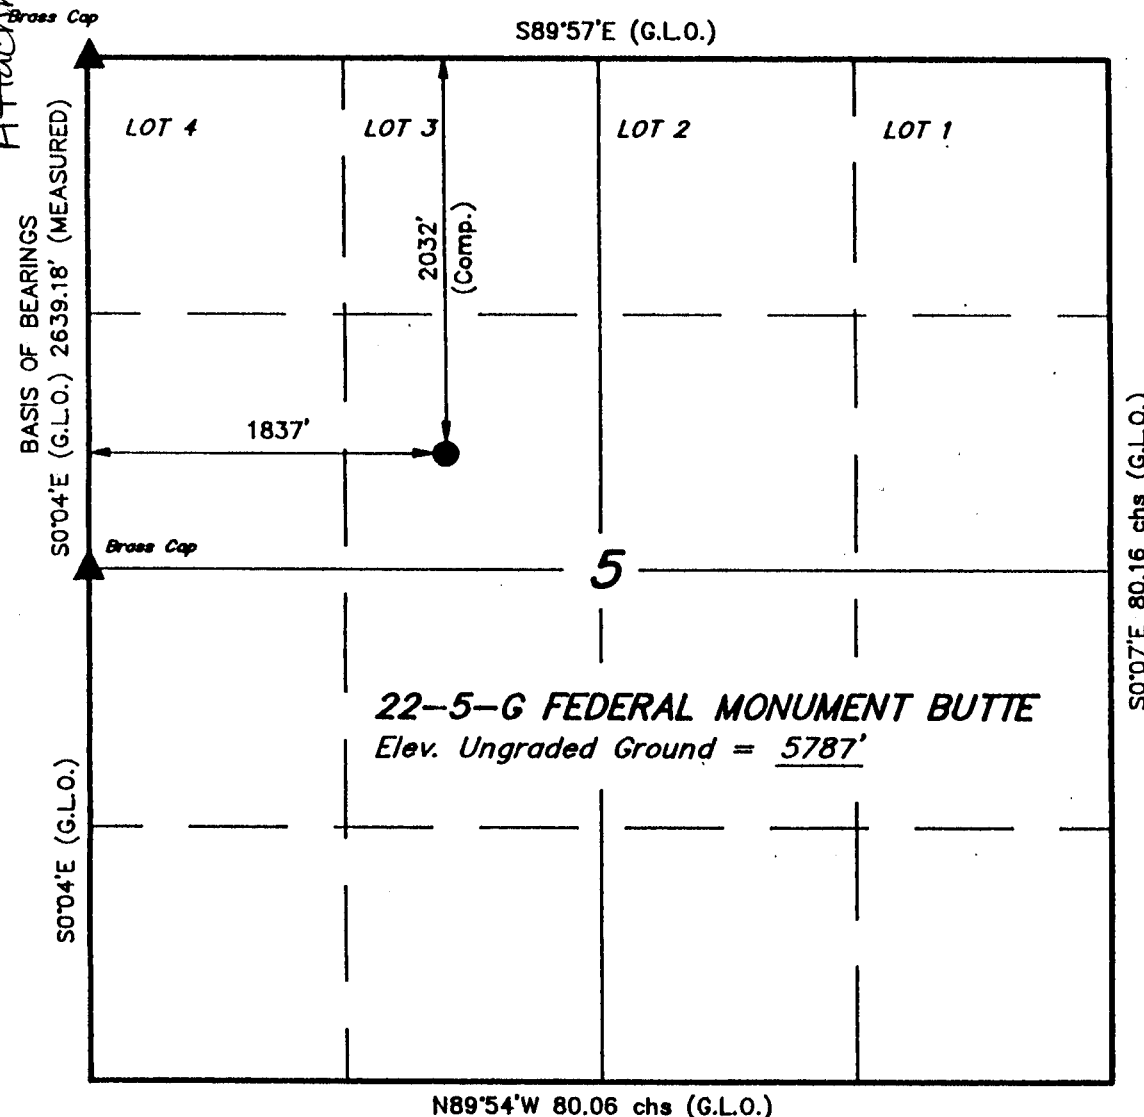 Brass Cap
S89°57'E (G.L.O.)
LOT 4
LOT 3
LOT 2
LOT 1
BASIS OF BEARINGS
S0°04'E (G.L.O.) 2639.18' (MEASURED)
2032'
(Comp.)
1837'
Brass Cap
5
S0°07'E 80.16 chs (G.L.O.)
22-5-G FEDERAL MONUMENT BUTTE
Elev. Ungraded Ground = 5787'
S0°04'E (G.L.O.)
N89°54'W 80.06 chs (G.L.O.)